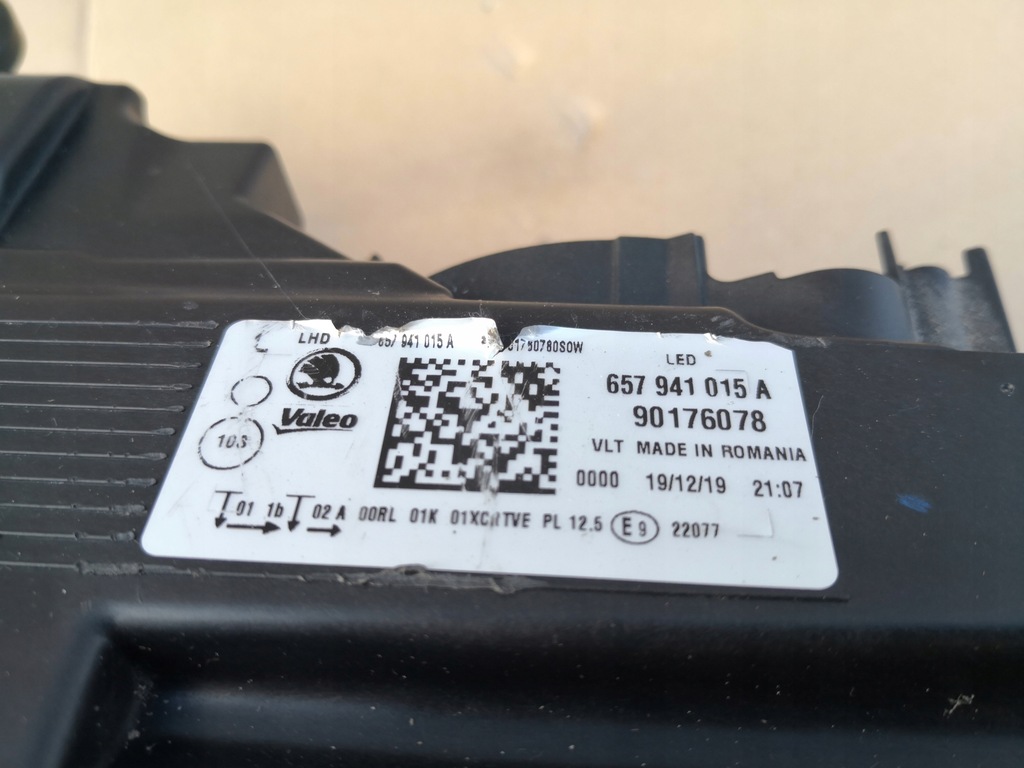 L LHD 657 941 015 A
Valeo
10.3
LED
657 941 015 A
90176078
VLT MADE IN ROMANIA
0000 19/12/19 21:07
01 1b 02 A 00RL 01K PL 12.5 E9 22077